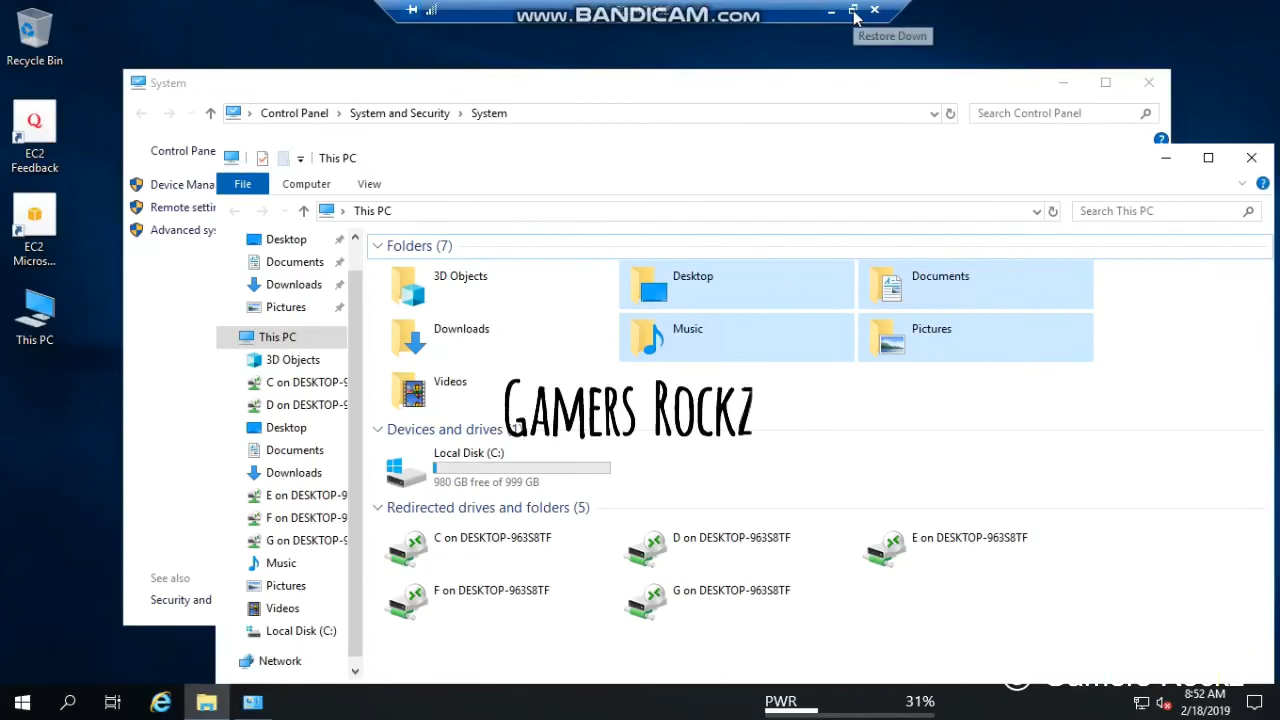 www.BANDICAM.com
Restore Down
Recycle Bin
EC2
Feedback
EC2
Micros...
This PC
System
Control Panel
System and Security
System
Search Control Panel
Control Pane
Device Mana
Remote settin
Advanced sys
See also
Security and
This PC
File
Computer
View
This PC
Search This PC
Desktop
Documents
Downloads
Pictures
This PC
3D Objects
C on DESKTOP-9
D on DESKTOP-9
Desktop
Documents
Downloads
E on DESKTOP-9
F on DESKTOP-9
G on DESKTOP-9
Music
Pictures
Videos
Local Disk (C:)
Network
Folders (7)
3D Objects
Desktop
Documents
Downloads
Music
Pictures
Videos
Gamers Rockz
Devices and drives
Local Disk (C:)
980 GB free of 999 GB
Redirected drives and folders (5)
C on DESKTOP-963S8TF
D on DESKTOP-963S8TF
E on DESKTOP-963S8TF
F on DESKTOP-963S8TF
G on DESKTOP-963S8TF
PWR
31%
8:52 AM
2/18/2019